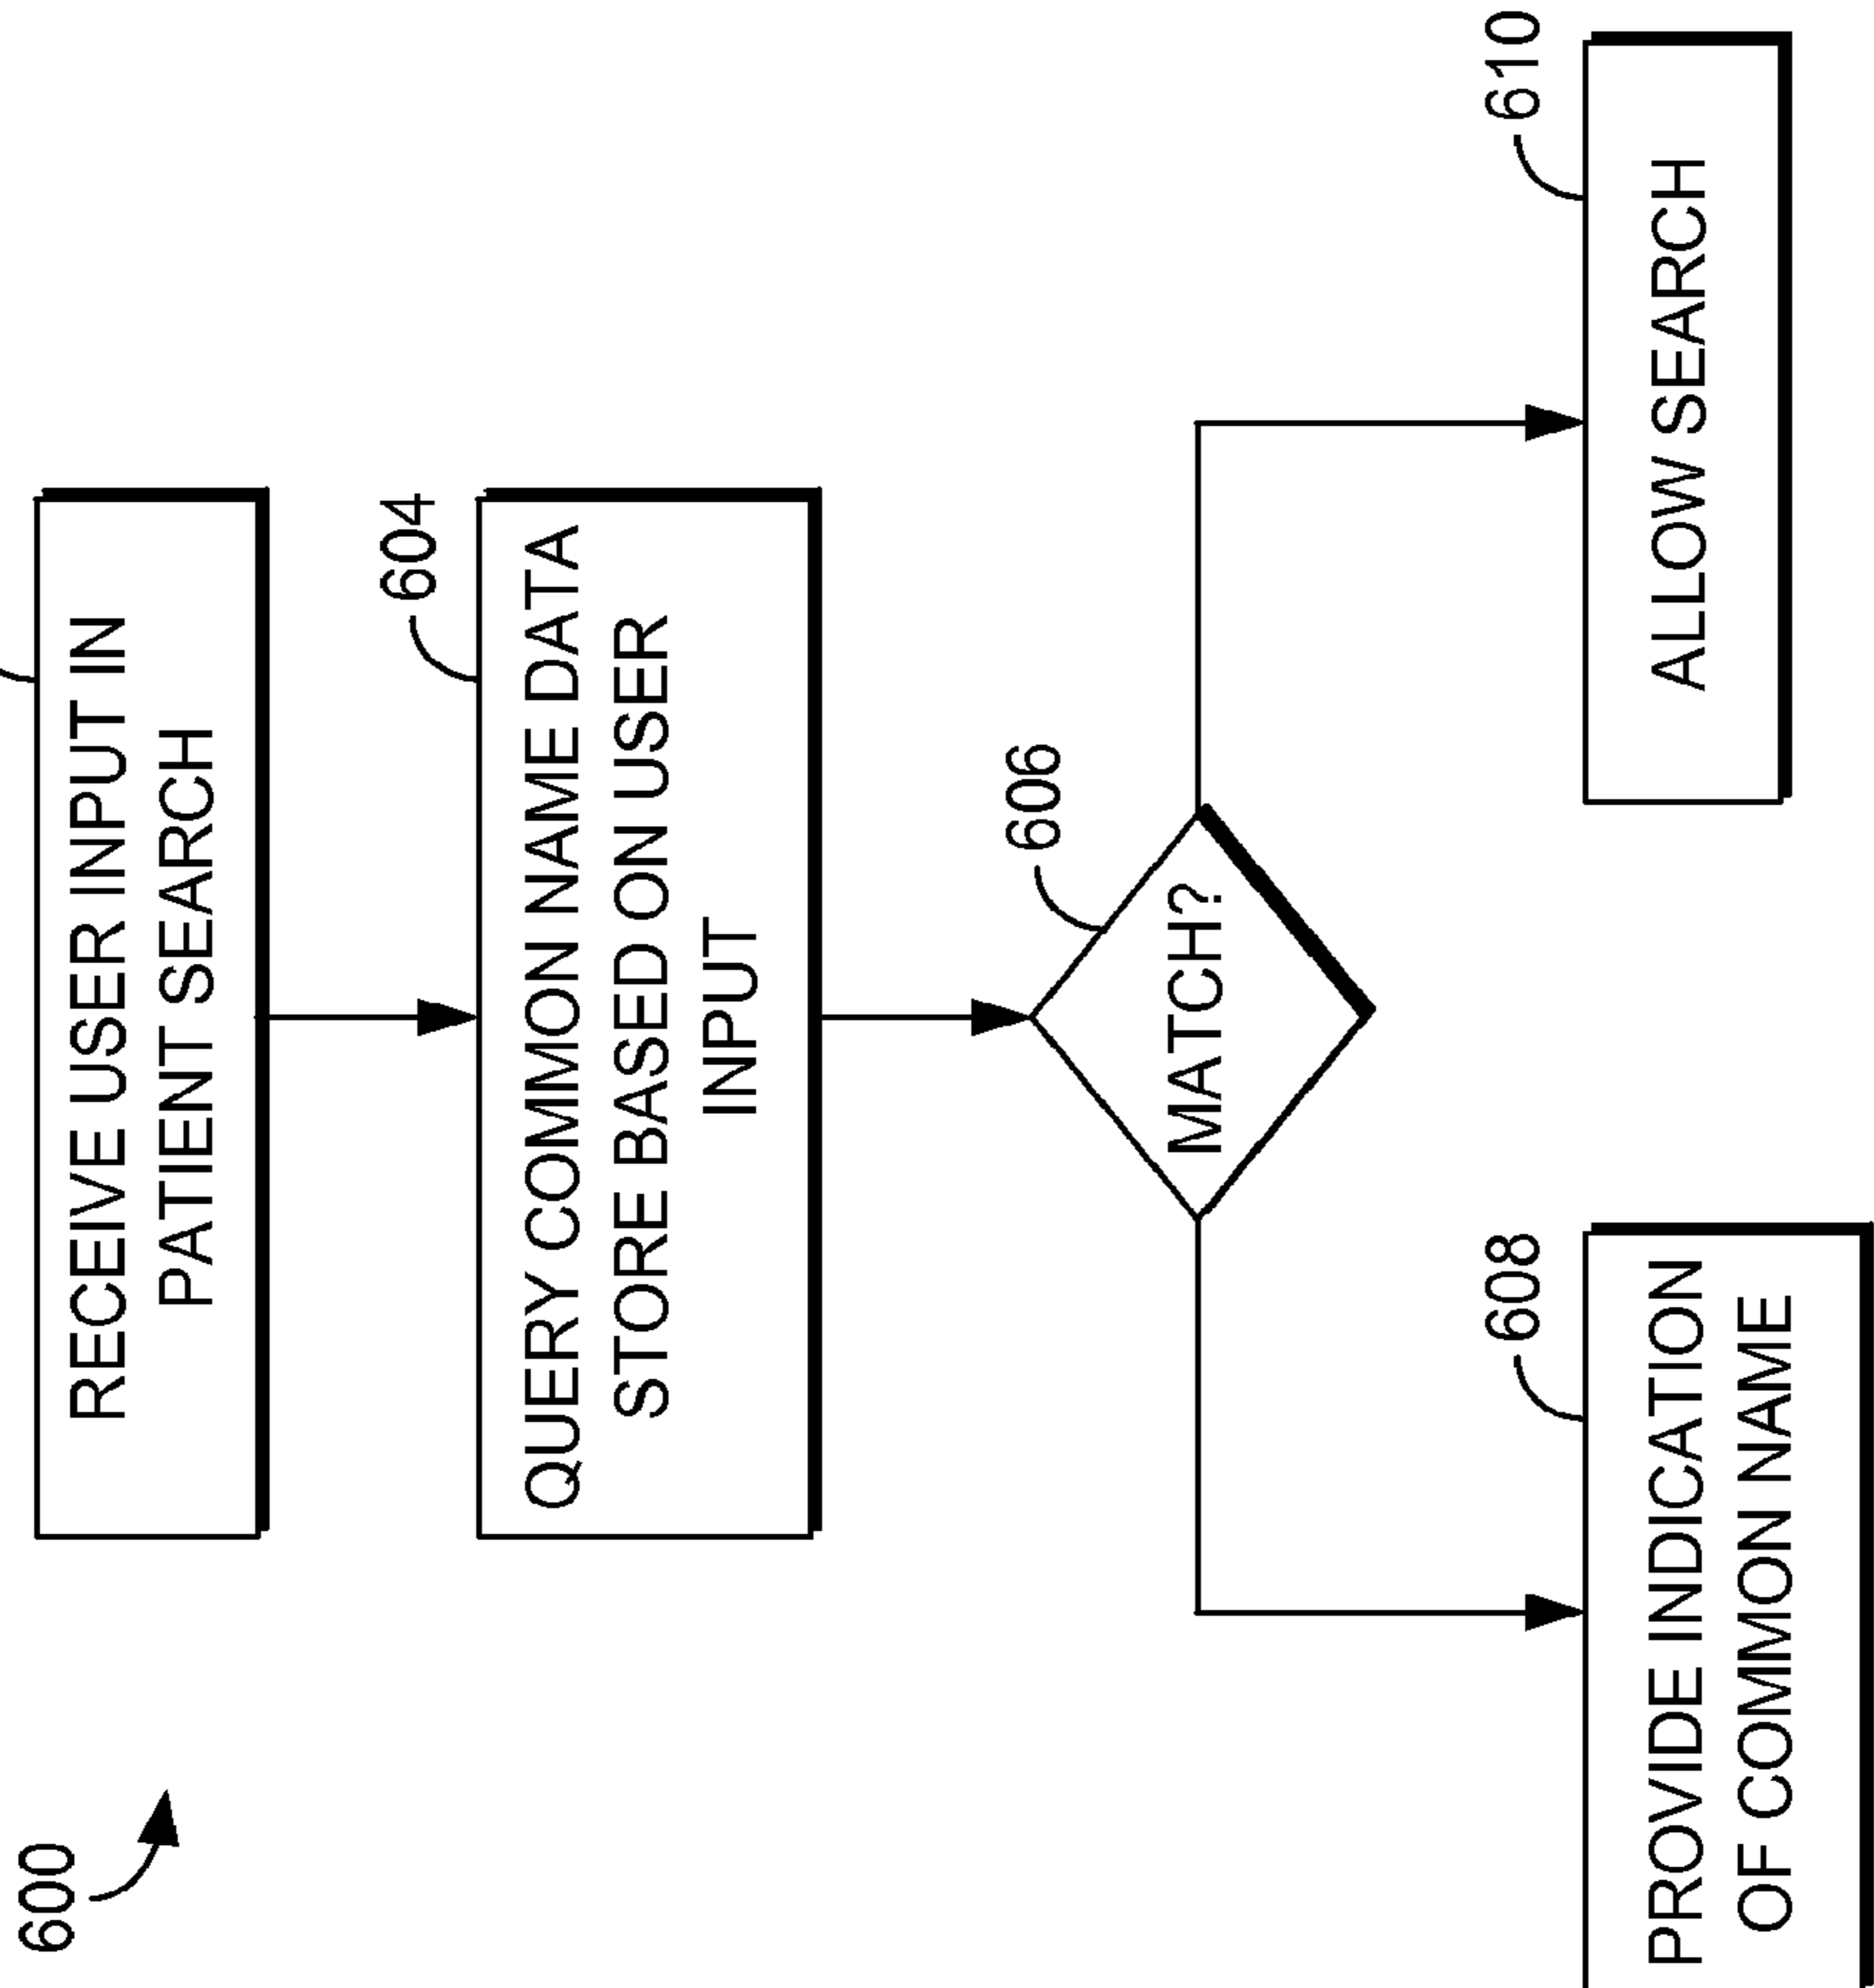 600
RECEIVE USER INPUT IN
PATIENT SEARCH
604
QUERY COMMON NAME DATA
STORE BASED ON USER
INPUT
606
MATCH?
608
PROVIDE INDICATION
OF COMMON NAME
610
ALLOW SEARCH